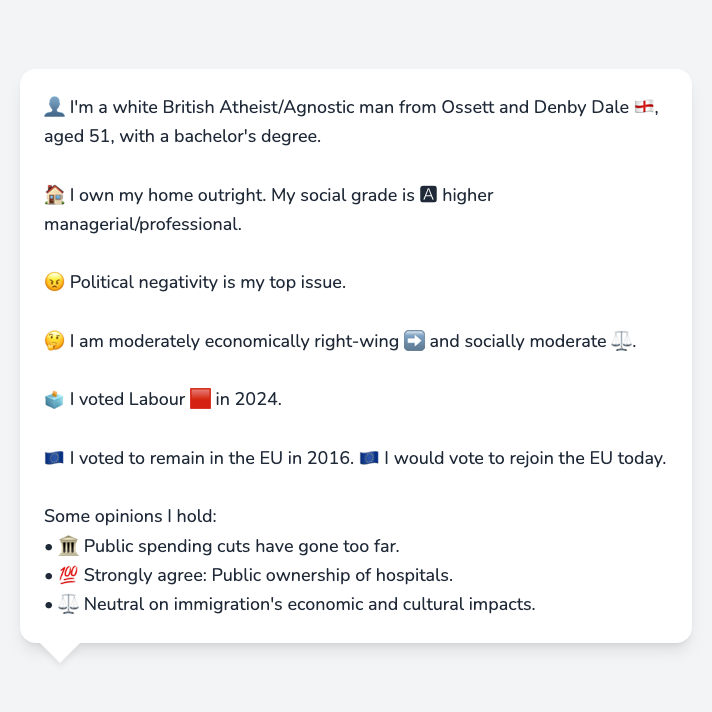 👤 I'm a white British Atheist/Agnostic man from Ossett and Denby Dale 🏴󠁧󠁢󠁥󠁮󠁧󠁿,
aged 51, with a bachelor's degree.
🏠 I own my home outright. My social grade is 🅰 higher
managerial/professional.
😠 Political negativity is my top issue.
🤔 I am moderately economically right-wing ➡️ and socially moderate ⚖️.
🗳️ I voted Labour 🟥 in 2024.
🇪🇺 I voted to remain in the EU in 2016. 🇪🇺 I would vote to rejoin the EU today.
Some opinions I hold:
• 🏛️ Public spending cuts have gone too far.
• 💯 Strongly agree: Public ownership of hospitals.
• ⚖️ Neutral on immigration's economic and cultural impacts.